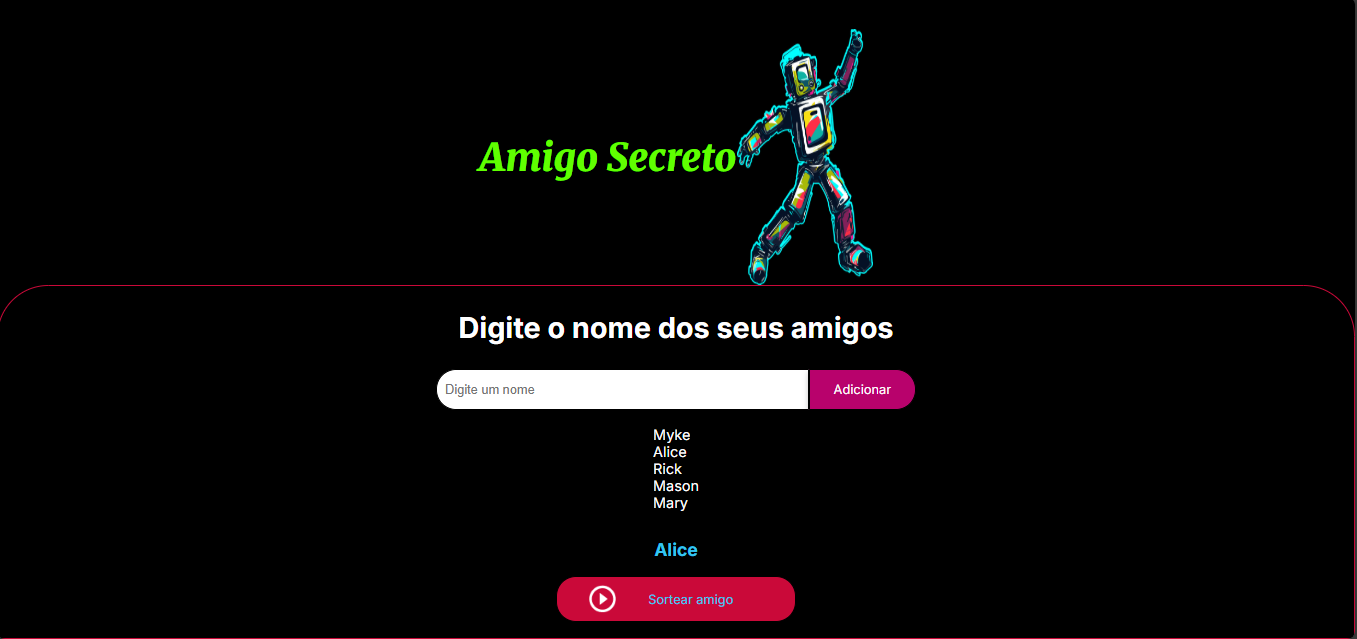 Amigo Secreto
Digite o nome dos seus amigos
Digite um nome
Adicionar
Myke
Alice
Rick
Mason
Mary
Alice
Sortear amigo